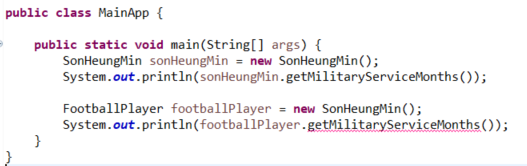 public class MainApp {
public static void main(String[] args) {
SonHeungMin sonHeungMin = new SonHeungMin();
System.out.println(sonHeungMin.getMilitaryServiceMonths());
FootballPlayer footballPlayer = new SonHeungMin();
System.out.println(footballPlayer.getMilitaryServiceMonths());
}
}